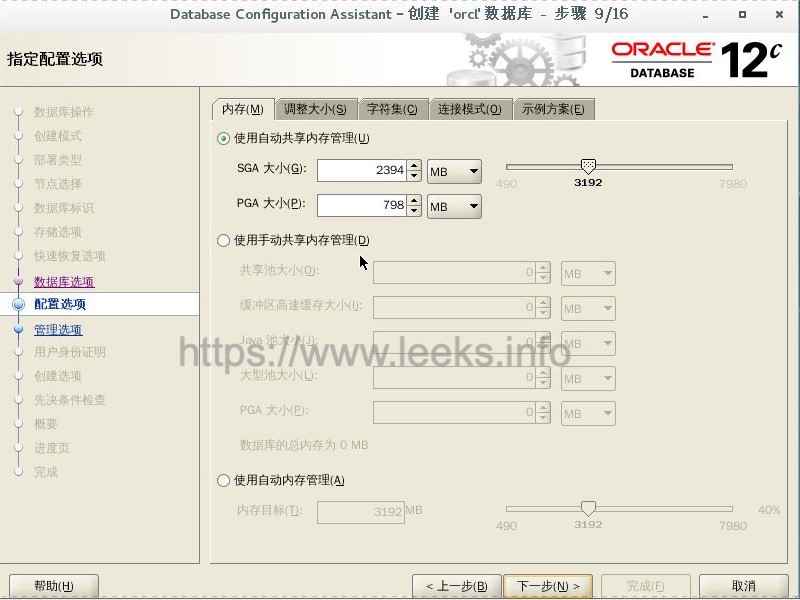 Database Configuration Assistant - 创建 'orcl' 数据库 - 步骤 9/16
指定配置选项
ORACLE
DATABASE
12c
数据库操作
创建模式
部署类型
节点选择
数据库标识
存储选项
快速恢复选项
数据库选项
配置选项
管理选项
用户身份证明
创建选项
先决条件检查
概要
进度页
完成
内存(M) 调整大小(S) 字符集(C) 连接模式(O) 示例方案(E)
使用自动共享内存管理(U)
SGA 大小(G): 2394 MB
490 3192 7980
PGA 大小(P): 798 MB
使用手动共享内存管理(D)
共享池大小(O): 0 MB
缓冲区高速缓存大小(I): 0 MB
Java 池大小(J): 0 MB
https://www.leeks.info
大型池大小(L): 0 MB
PGA 大小(P): 0 MB
数据库的总内存为 0 MB
使用自动内存管理(A)
内存目标(T): 3192 MB 40%
490 3192 7980
帮助(H) < 上一步(B) 下一步(N) > 完成(F) 取消